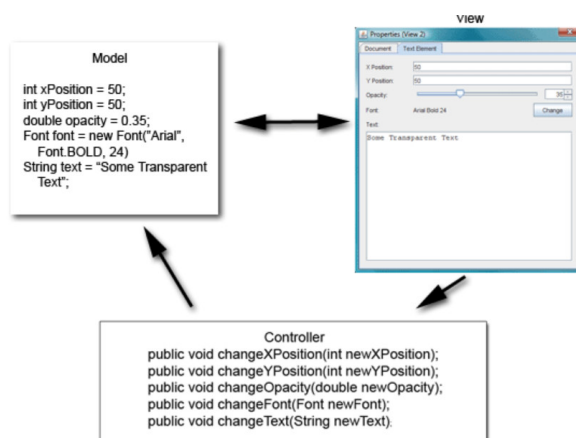 View
Model
int xPosition = 50;
int yPosition = 50;
double opacity = 0.35;
Font font = new Font("Arial",
Font.BOLD, 24)
String text = “Some Transparent
Text”;
Properties (View 2)
Document Text Element
X Position: 50
Y Position: 50
Opacity: 35
Font: Arial Bold 24 Change
Text:
Some Transparent Text
Controller
public void changeXPosition(int newXPosition);
public void changeYPosition(int newYPosition);
public void changeOpacity(double newOpacity);
public void changeFont(Font newFont);
public void changeText(String newText).